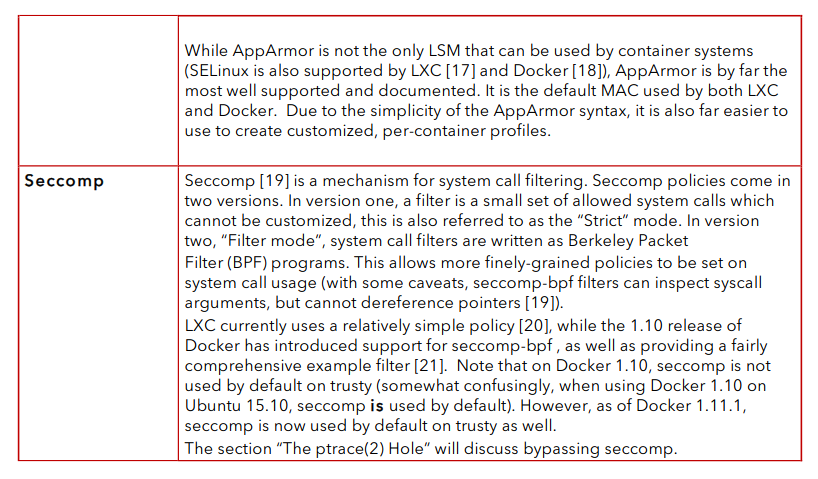 While AppArmor is not the only LSM that can be used by container systems
(SELinux is also supported by LXC [17] and Docker [18]), AppArmor is by far the
most well supported and documented. It is the default MAC used by both LXC
and Docker.  Due to the simplicity of the AppArmor syntax, it is also far easier to
use to create customized, per-container profiles.
Seccomp
Seccomp [19] is a mechanism for system call filtering. Seccomp policies come in
two versions. In version one, a filter is a small set of allowed system calls which
cannot be customized, this is also referred to as the “Strict” mode. In version
two, “Filter mode”, system call filters are written as Berkeley Packet
Filter (BPF) programs. This allows more finely-grained policies to be set on
system call usage (with some caveats, seccomp-bpf filters can inspect syscall
arguments, but cannot dereference pointers [19]).
LXC currently uses a relatively simple policy [20], while the 1.10 release of
Docker has introduced support for seccomp-bpf , as well as providing a fairly
comprehensive example filter [21].  Note that on Docker 1.10, seccomp is not
used by default on trusty (somewhat confusingly, when using Docker 1.10 on
Ubuntu 15.10, seccomp is used by default). However, as of Docker 1.11.1,
seccomp is now used by default on trusty as well.
The section “The ptrace(2) Hole” will discuss bypassing seccomp.